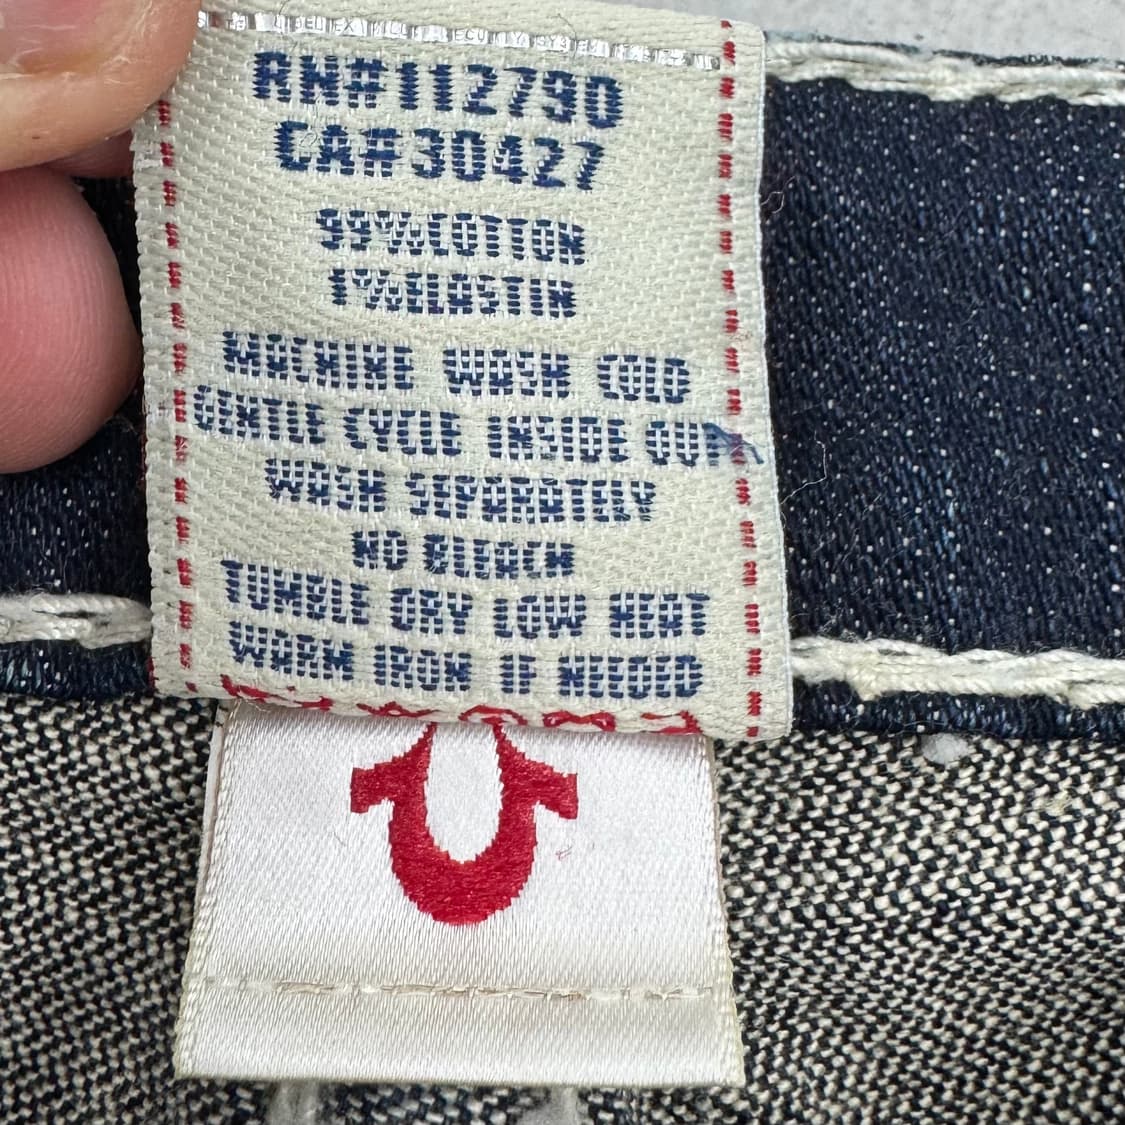 RN#112790
CA#30427
99%COTTON
1%ELASTIN
MACHINE WASH COLD
GENTLE CYCLE INSIDE OUT
WASH SEPARATELY
NO BLEACH
TUMBLE DRY LOW HEAT
WARM IRON IF NEEDED